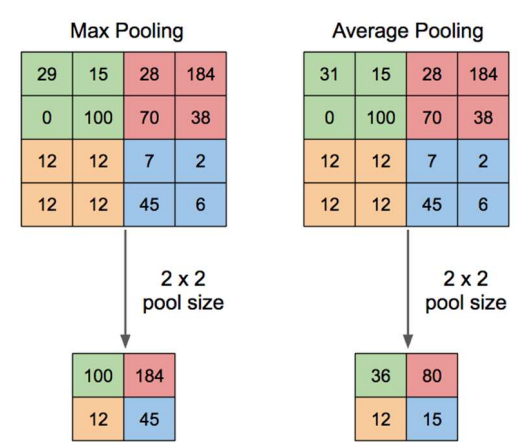 Max Pooling
Average Pooling
29 15 28 184
0 100 70 38
12 12 7 2
12 12 45 6
31 15 28 184
0 100 70 38
12 12 7 2
12 12 45 6
2 x 2
pool size
2 x 2
pool size
100 184
12 45
36 80
12 15